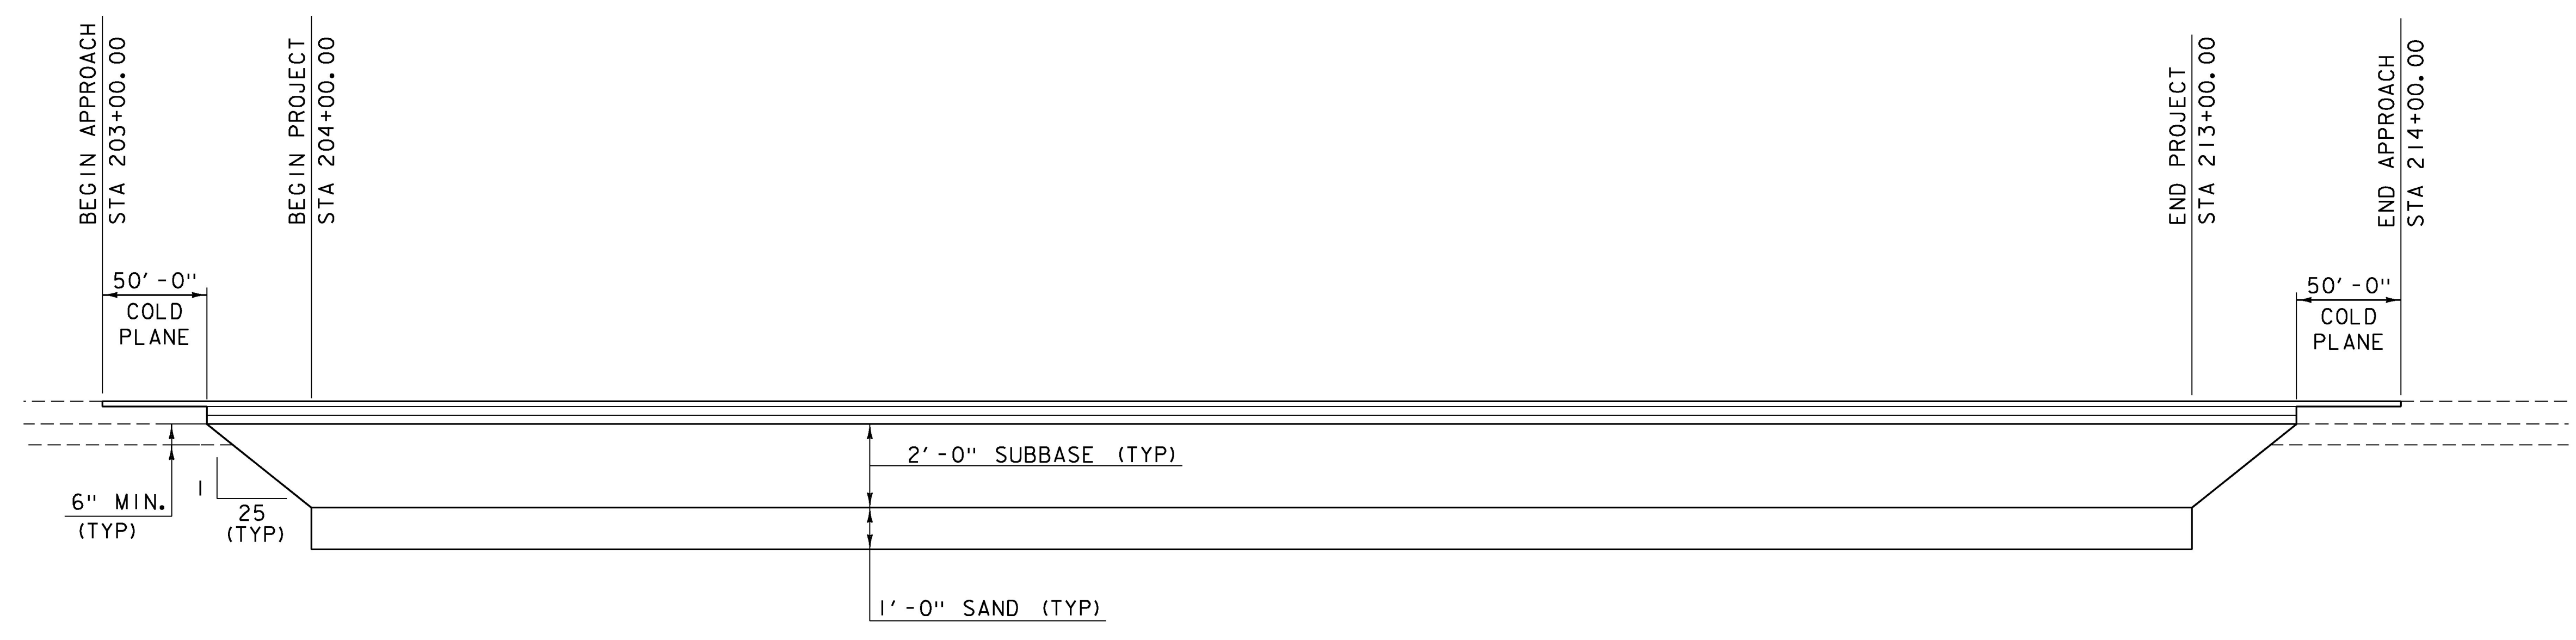 BEGIN APPROACH
STA 203+00.00
BEGIN PROJECT
STA 204+00.00
END PROJECT
STA 213+00.00
END APPROACH
STA 214+00.00
50'-0"
COLD
PLANE
50'-0"
COLD
PLANE
2'-0" SUBBASE (TYP)
6" MIN.
(TYP)
1
25
(TYP)
1'-0" SAND (TYP)